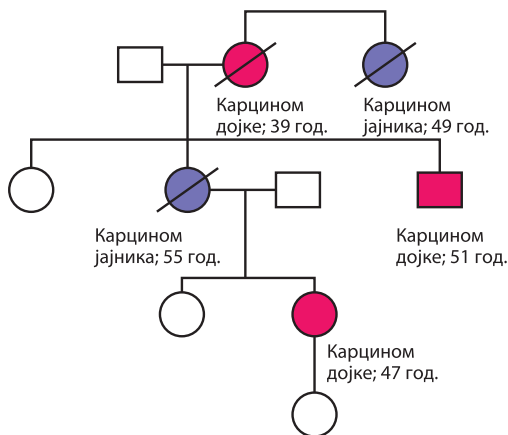 Карцином
дојке; 39 год.
Карцином
јајника; 49 год.
Карцином
јајника; 55 год.
Карцином
дојке; 51 год.
Карцином
дојке; 47 год.